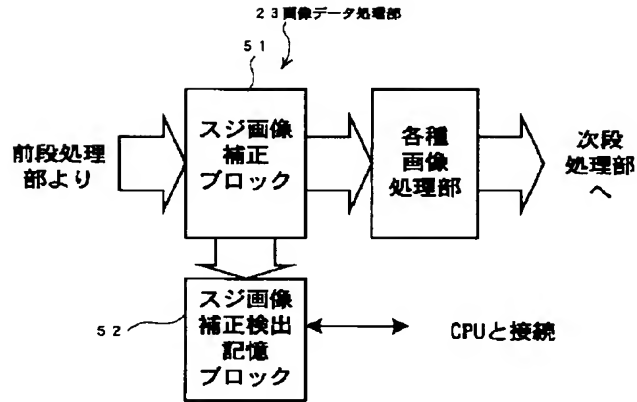 23画像データ処理部
51
前段処理
部より
スジ画像
補正
ブロック
各種
画像
処理部
次段
処理部
へ
52
スジ画像
補正検出
記憶
ブロック
CPUと接続